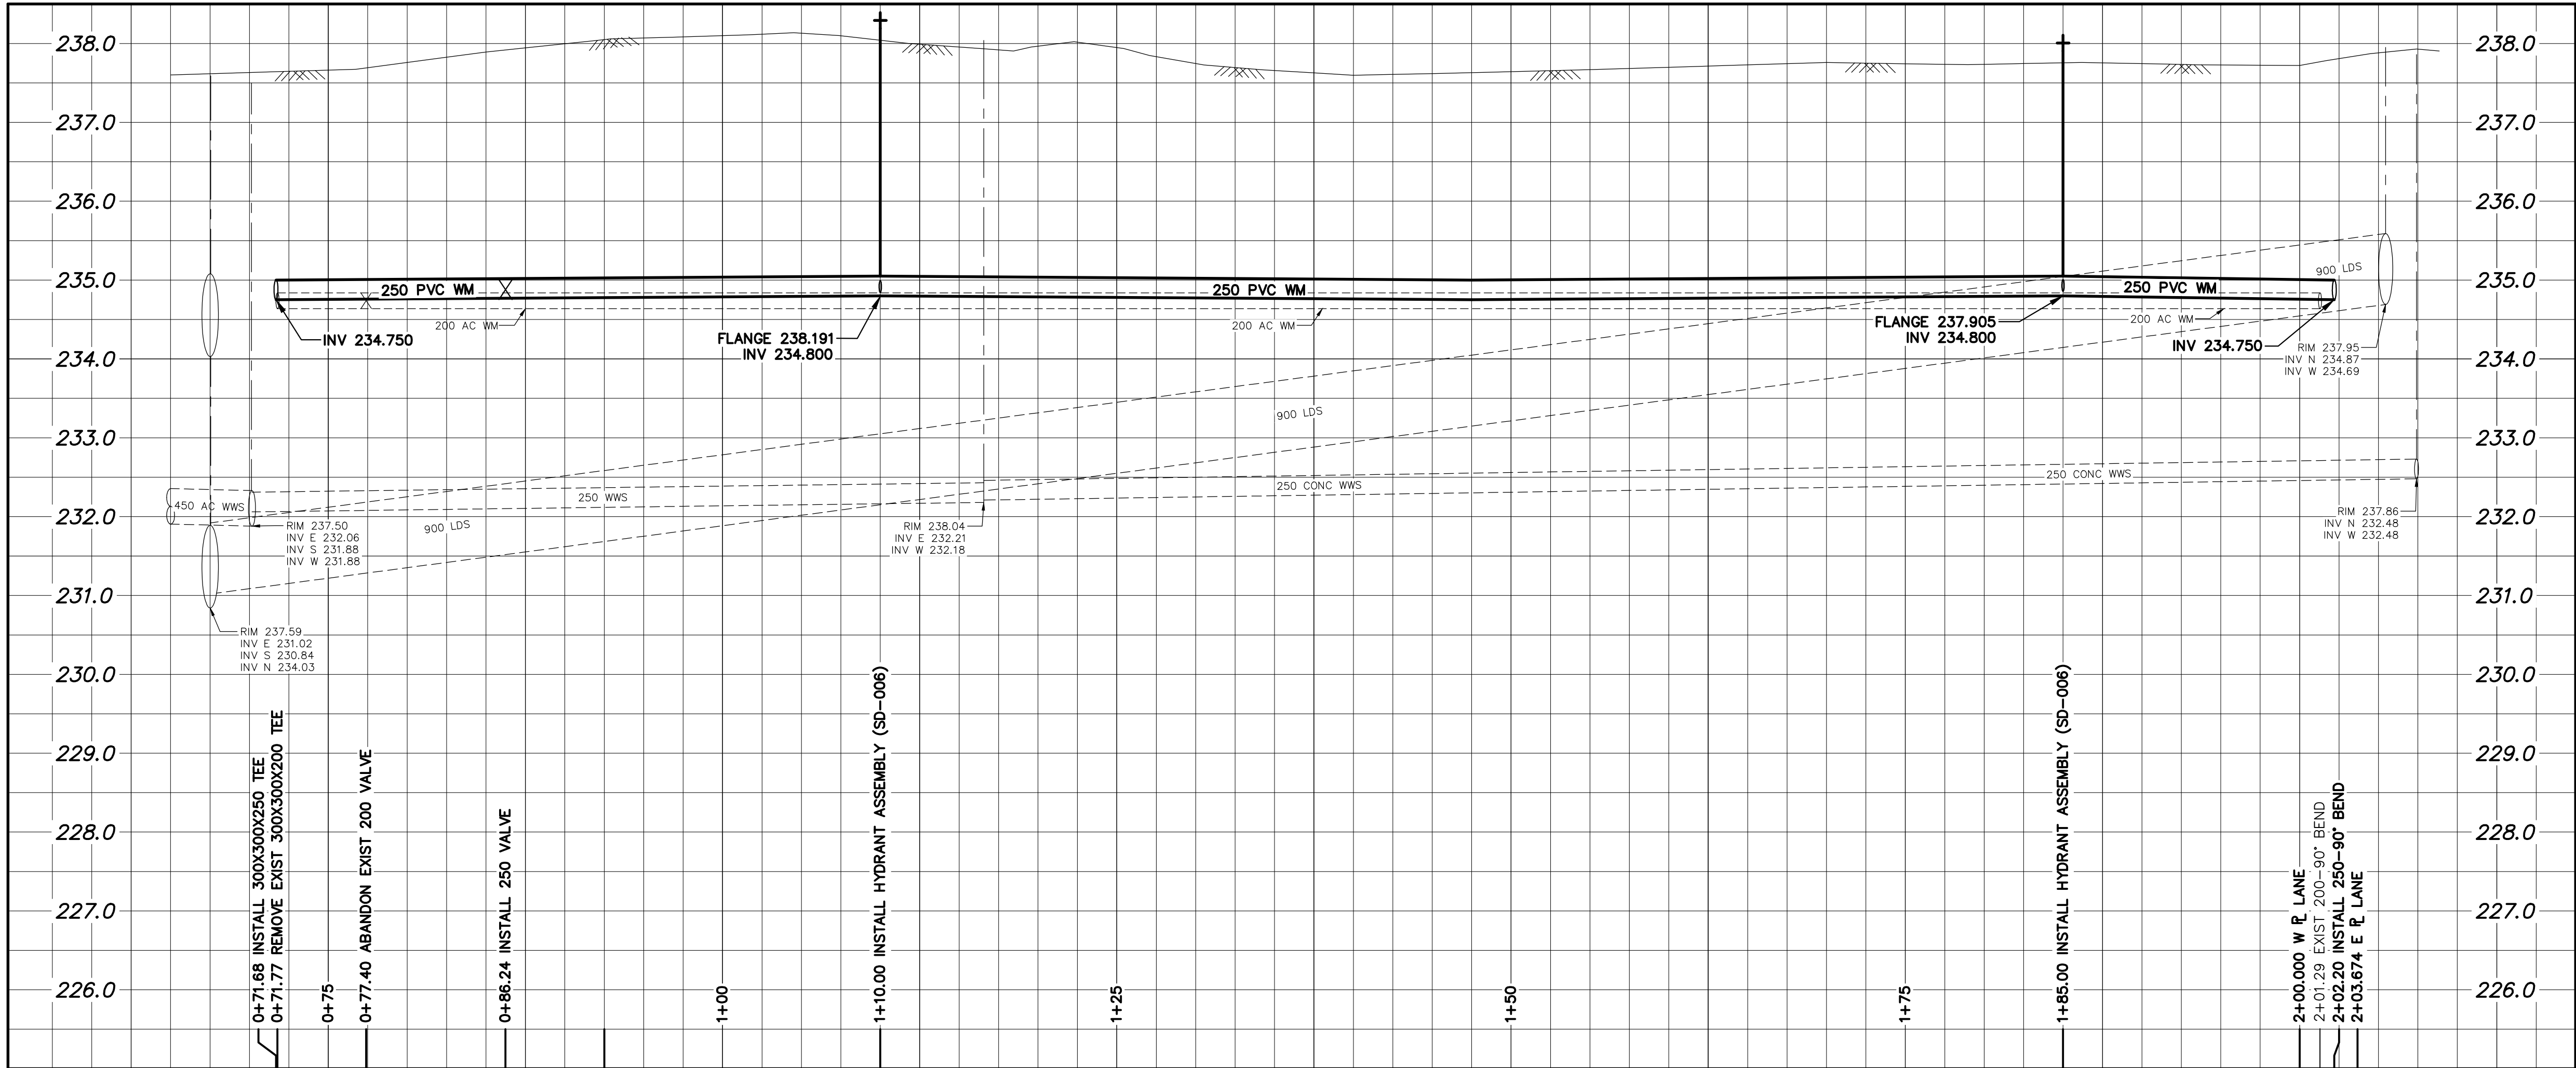 238.0
237.0
236.0
235.0
234.0
233.0
232.0
231.0
230.0
229.0
228.0
227.0
226.0
238.0
237.0
236.0
235.0
234.0
233.0
232.0
231.0
230.0
229.0
228.0
227.0
226.0
250 PVC WM
250 PVC WM
250 PVC WM
200 AC WM
200 AC WM
200 AC WM
INV 234.750
FLANGE 238.191
INV 234.800
FLANGE 237.905
INV 234.800
INV 234.750
900 LDS
RIM 237.95
INV N 234.87
INV W 234.69
900 LDS
900 LDS
450 AC WWS
250 WWS
250 CONC WWS
250 CONC WWS
RIM 237.50
INV E 232.06
INV S 231.88
INV W 231.88
RIM 238.04
INV E 232.21
INV W 232.18
RIM 237.86
INV N 232.48
INV W 232.48
RIM 237.59
INV E 231.02
INV S 230.84
INV N 234.03
0+71.68 INSTALL 300X300X250 TEE
0+71.77 REMOVE EXIST 300X300X200 TEE
0+75
0+77.40 ABANDON EXIST 200 VALVE
0+86.24 INSTALL 250 VALVE
1+00
1+10.00 INSTALL HYDRANT ASSEMBLY (SD-006)
1+25
1+50
1+75
1+85.00 INSTALL HYDRANT ASSEMBLY (SD-006)
2+00.000 W PL LANE
2+01.29 EXIST 200-90° BEND
2+02.20 INSTALL 250-90° BEND
2+03.674 E PL LANE